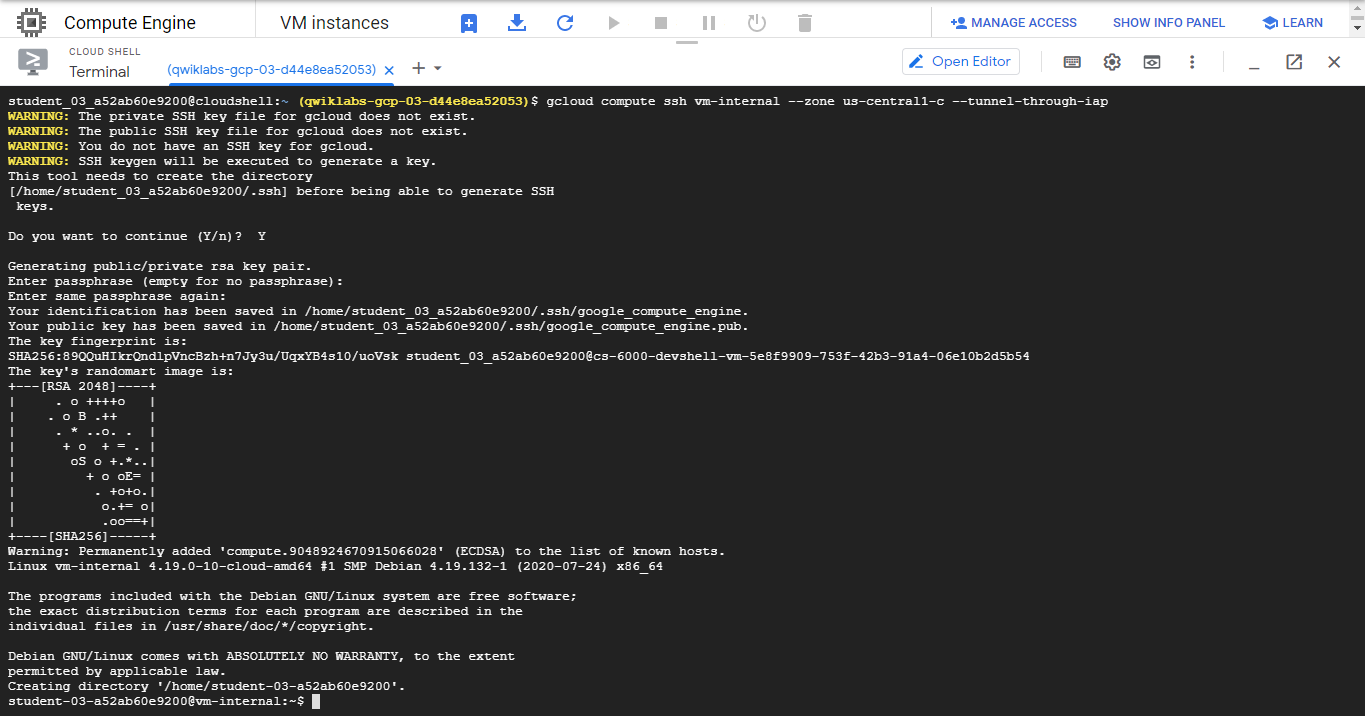 Compute Engine
VM instances
MANAGE ACCESS
SHOW INFO PANEL
LEARN
CLOUD SHELL
Terminal
(qwiklabs-gcp-03-d44e8ea52053)
Open Editor
student_03_a52ab60e9200@cloudshell:~ (qwiklabs-gcp-03-d44e8ea52053)$ gcloud compute ssh vm-internal --zone us-central1-c --tunnel-through-iap
WARNING: The private SSH key file for gcloud does not exist.
WARNING: The public SSH key file for gcloud does not exist.
WARNING: You do not have an SSH key for gcloud.
WARNING: SSH keygen will be executed to generate a key.
This tool needs to create the directory
[/home/student_03_a52ab60e9200/.ssh] before being able to generate SSH
 keys.
Do you want to continue (Y/n)?  Y
Generating public/private rsa key pair.
Enter passphrase (empty for no passphrase):
Enter same passphrase again:
Your identification has been saved in /home/student_03_a52ab60e9200/.ssh/google_compute_engine.
Your public key has been saved in /home/student_03_a52ab60e9200/.ssh/google_compute_engine.pub.
The key fingerprint is:
SHA256:89QQuHIkrQndlpVncBzh+n7Jy3u/UqxYB4s10/uoVsk student_03_a52ab60e9200@cs-6000-devshell-vm-5e8f9909-753f-42b3-91a4-06e10b2d5b54
The key's randomart image is:
+---[RSA 2048]----+
|     . o ++++o   |
|    . o B .++    |
|     . * ..o. .  |
|      + o  + = . |
|       oS o +.*..|
|         + o oE= |
|          . +o+o.|
|           o.+= o|
|           .oo==+|
+----[SHA256]-----+
Warning: Permanently added 'compute.9048924670915066028' (ECDSA) to the list of known hosts.
Linux vm-internal 4.19.0-10-cloud-amd64 #1 SMP Debian 4.19.132-1 (2020-07-24) x86_64
The programs included with the Debian GNU/Linux system are free software;
the exact distribution terms for each program are described in the
individual files in /usr/share/doc/*/copyright.
Debian GNU/Linux comes with ABSOLUTELY NO WARRANTY, to the extent
permitted by applicable law.
Creating directory '/home/student-03-a52ab60e9200'.
student-03-a52ab60e9200@vm-internal:~$